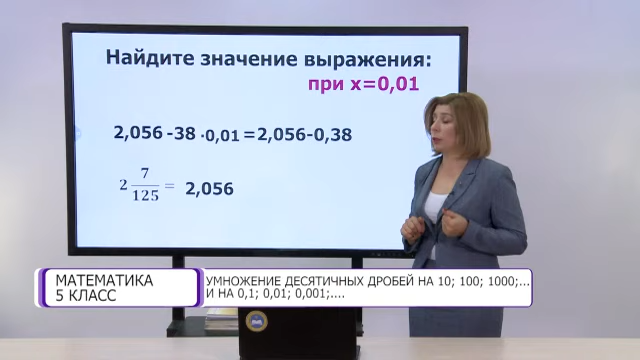 Найдите значение выражения:
при x=0,01
2,056 -38 ·0,01 =2,056-0,38
2 7/125 = 2,056
МАТЕМАТИКА
5 КЛАСС
УМНОЖЕНИЕ ДЕСЯТИЧНЫХ ДРОБЕЙ НА 10; 100; 1000;...
И НА 0,1; 0,01; 0,001;....